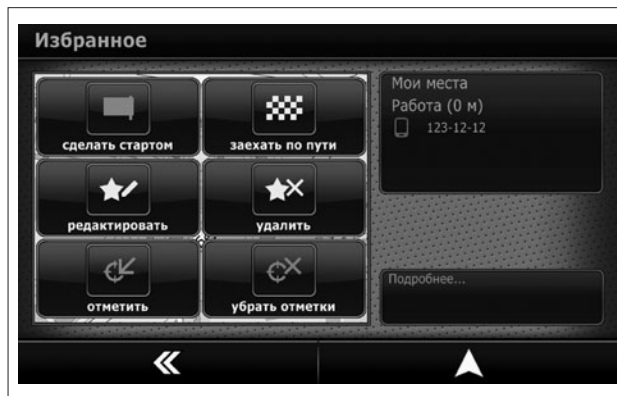 Избранное
сделать стартом
заехать по пути
редактировать
удалить
отметить
убрать отметки
Мои места
Работа (0 м)
123-12-12
Подробнее...